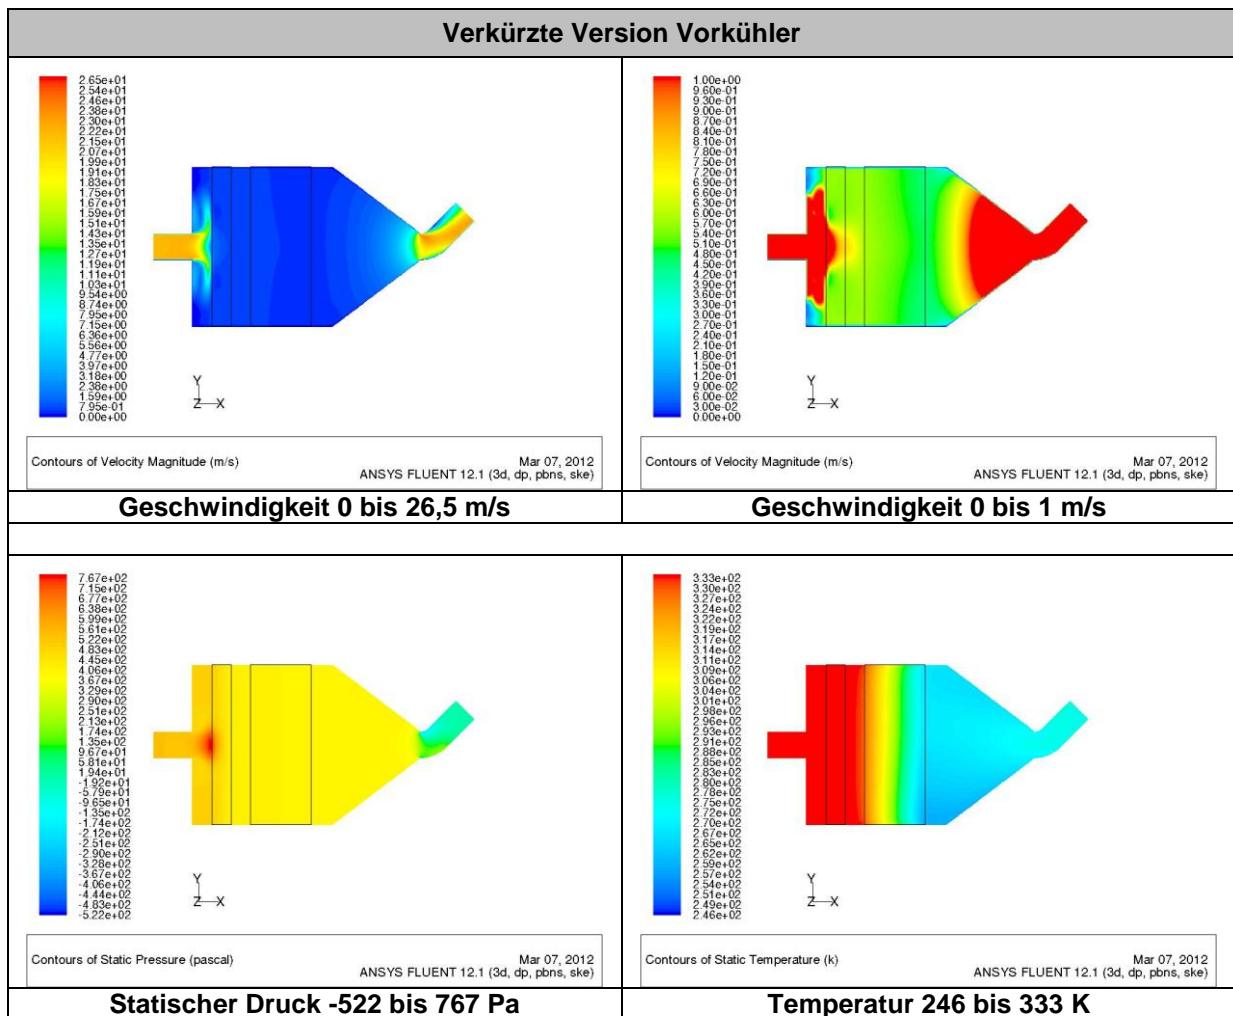 Verkürzte Version Vorkühler
2.65e+01
2.54e+01
2.46e+01
2.38e+01
2.30e+01
2.22e+01
2.15e+01
2.07e+01
1.99e+01
1.91e+01
1.83e+01
1.75e+01
1.67e+01
1.59e+01
1.51e+01
1.43e+01
1.35e+01
1.27e+01
1.19e+01
1.11e+01
1.03e+01
9.54e+00
8.74e+00
7.95e+00
7.15e+00
6.36e+00
5.56e+00
4.77e+00
3.97e+00
3.18e+00
2.38e+00
1.59e+00
7.95e-01
0.00e+00
Y
Z X
Contours of Velocity Magnitude (m/s)
Mar 07, 2012
ANSYS FLUENT 12.1 (3d, dp, pbns, ske)
1.00e+00
9.60e-01
9.30e-01
9.00e-01
8.70e-01
8.40e-01
8.10e-01
7.80e-01
7.50e-01
7.20e-01
6.90e-01
6.60e-01
6.30e-01
6.00e-01
5.70e-01
5.40e-01
5.10e-01
4.80e-01
4.50e-01
4.20e-01
3.90e-01
3.60e-01
3.30e-01
3.00e-01
2.70e-01
2.40e-01
2.10e-01
1.80e-01
1.50e-01
1.20e-01
9.00e-02
6.00e-02
3.00e-02
0.00e+00
Y
Z X
Contours of Velocity Magnitude (m/s)
Mar 07, 2012
ANSYS FLUENT 12.1 (3d, dp, pbns, ske)
Geschwindigkeit 0 bis 26,5 m/s
Geschwindigkeit 0 bis 1 m/s
7.67e+02
7.15e+02
6.77e+02
6.38e+02
5.99e+02
5.61e+02
5.22e+02
4.83e+02
4.45e+02
4.06e+02
3.67e+02
3.29e+02
2.90e+02
2.51e+02
2.13e+02
1.74e+02
1.35e+02
9.67e+01
5.81e+01
1.94e+01
-1.92e+01
-5.79e+01
-9.65e+01
-1.35e+02
-1.74e+02
-2.12e+02
-2.51e+02
-2.90e+02
-3.28e+02
-3.67e+02
-4.06e+02
-4.44e+02
-4.83e+02
-5.22e+02
Y
Z X
Contours of Static Pressure (pascal)
Mar 07, 2012
ANSYS FLUENT 12.1 (3d, dp, pbns, ske)
3.33e+02
3.30e+02
3.27e+02
3.24e+02
3.22e+02
3.19e+02
3.17e+02
3.14e+02
3.11e+02
3.09e+02
3.06e+02
3.04e+02
3.01e+02
2.98e+02
2.96e+02
2.93e+02
2.91e+02
2.88e+02
2.85e+02
2.83e+02
2.80e+02
2.78e+02
2.75e+02
2.72e+02
2.70e+02
2.67e+02
2.65e+02
2.62e+02
2.59e+02
2.57e+02
2.54e+02
2.51e+02
2.49e+02
2.46e+02
Y
Z X
Contours of Static Temperature (k)
Mar 07, 2012
ANSYS FLUENT 12.1 (3d, dp, pbns, ske)
Statischer Druck -522 bis 767 Pa
Temperatur 246 bis 333 K